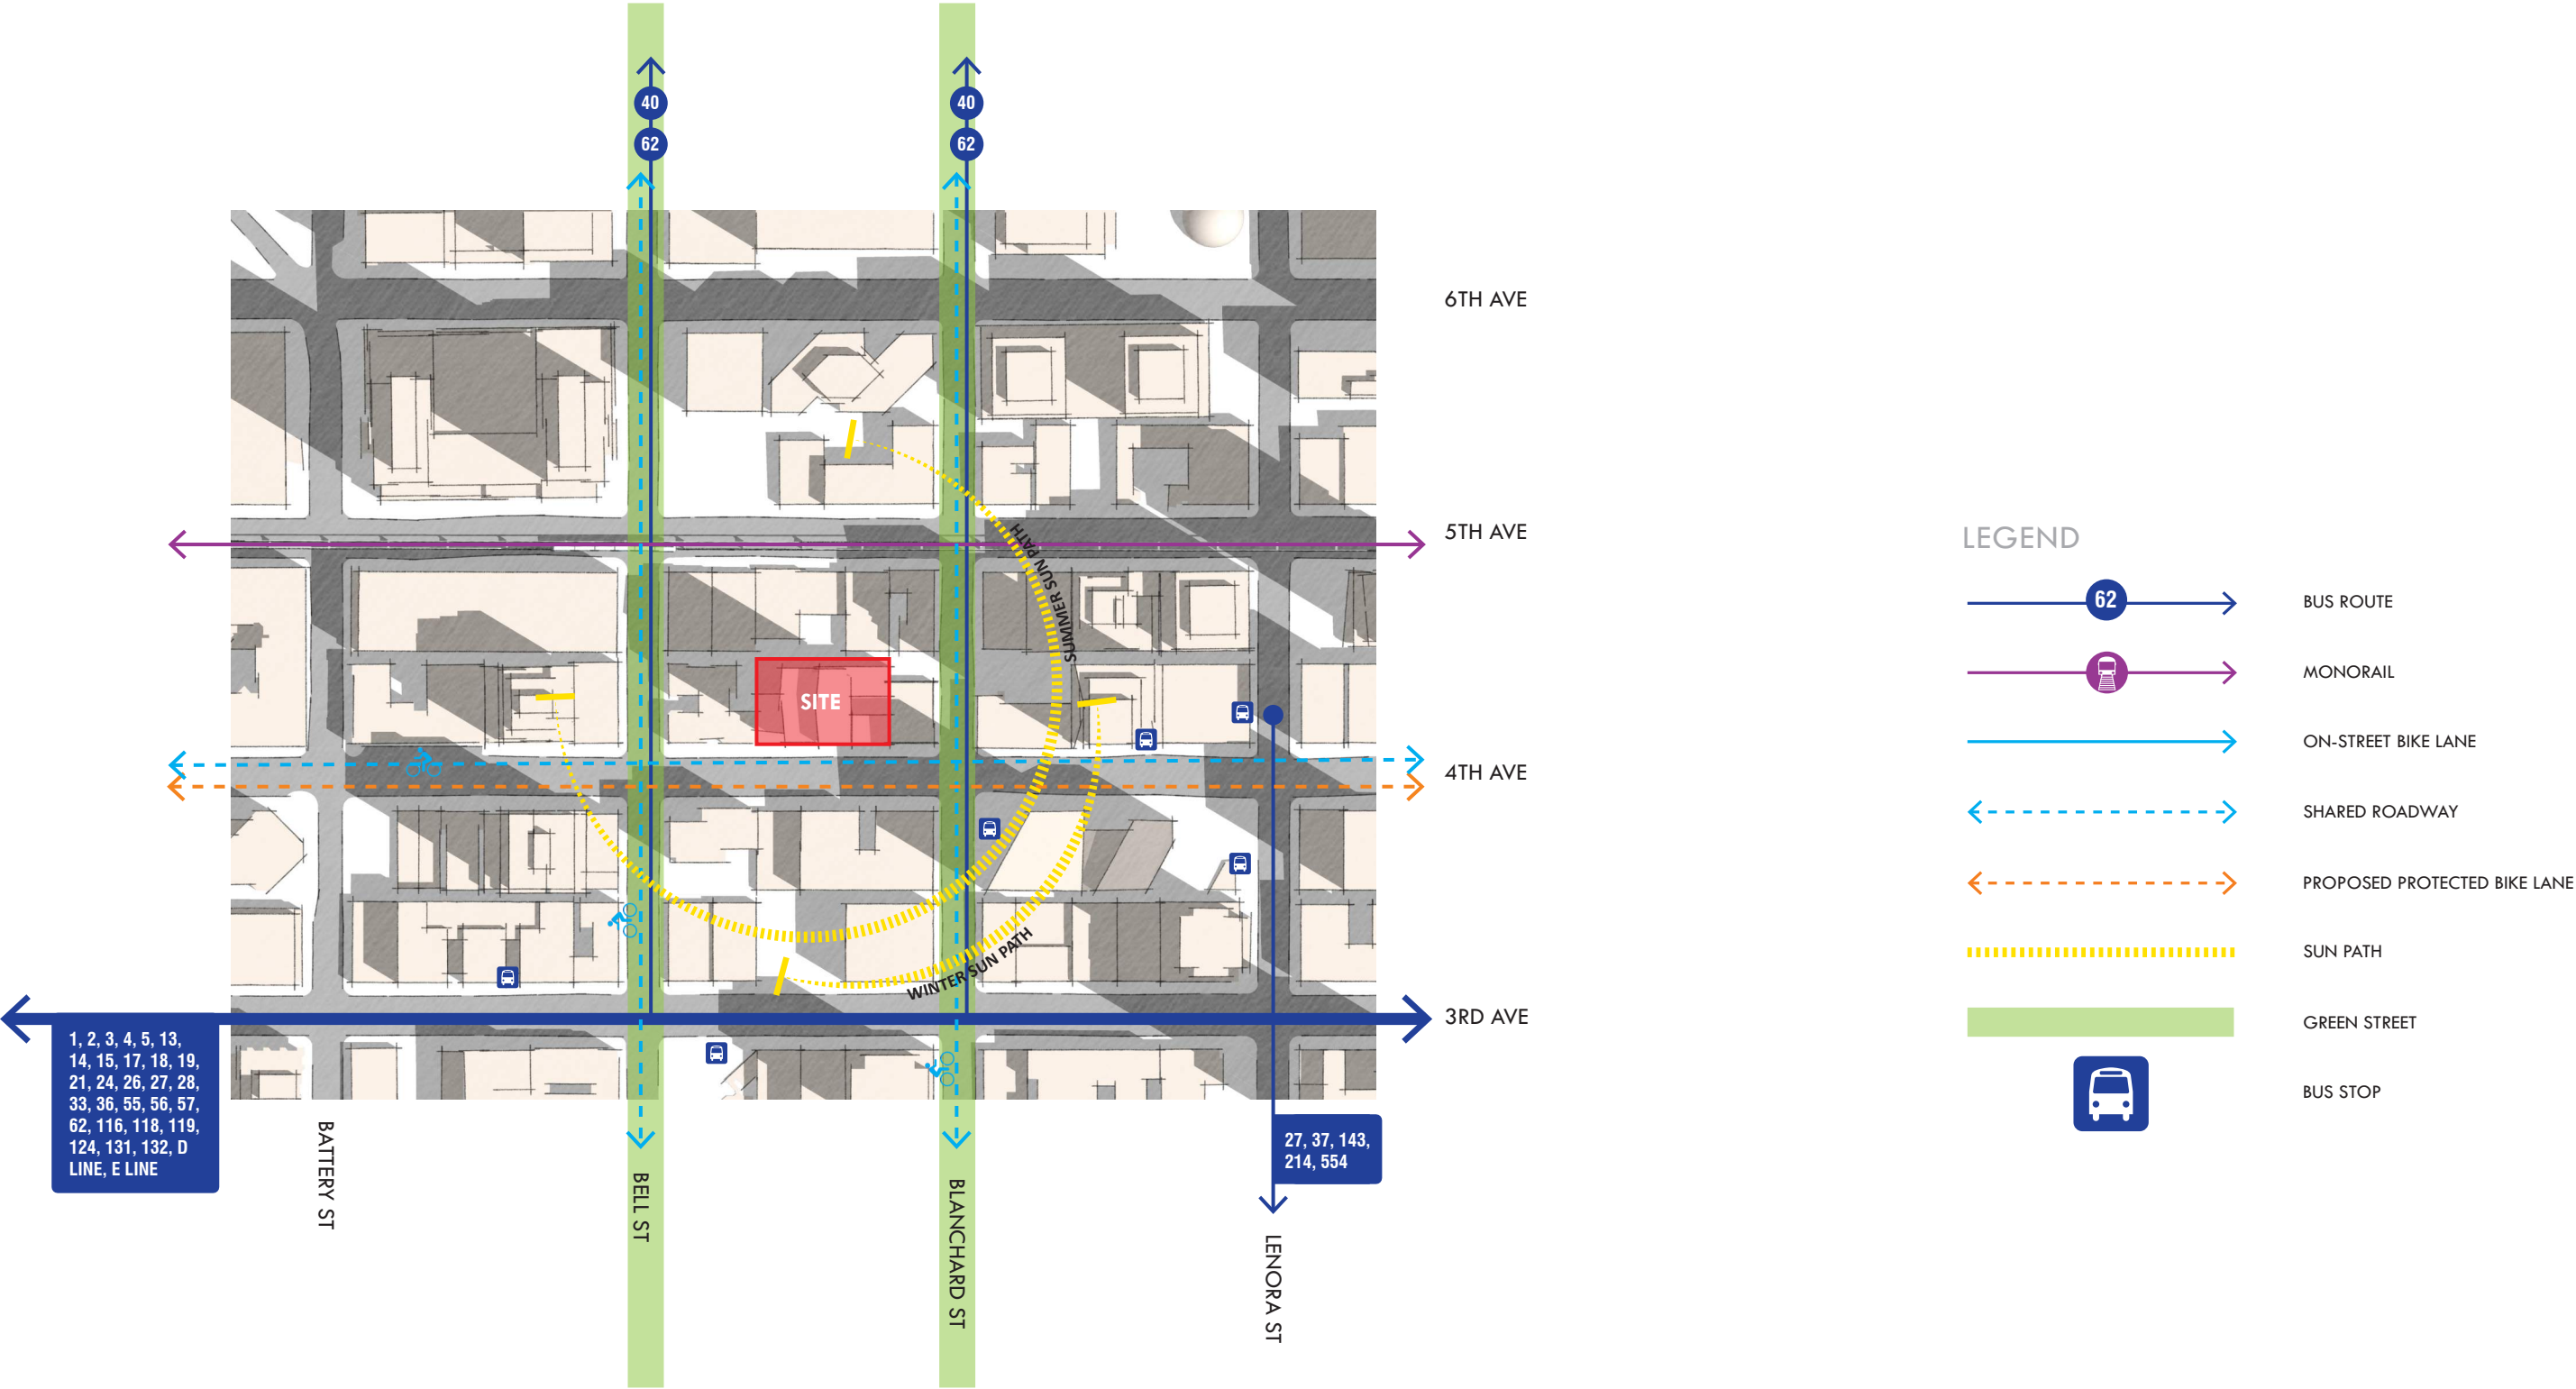 40
62
40
62
6TH AVE
5TH AVE
SUMMER SUN PATH
SITE
4TH AVE
WINTER SUN PATH
3RD AVE
1, 2, 3, 4, 5, 13,
14, 15, 17, 18, 19,
21, 24, 26, 27, 28,
33, 36, 55, 56, 57,
62, 116, 118, 119,
124, 131, 132, D
LINE, E LINE
27, 37, 143,
214, 554
BATTERY ST
BELL ST
BLANCHARD ST
LENORA ST
LEGEND
62
BUS ROUTE
MONORAIL
ON-STREET BIKE LANE
SHARED ROADWAY
PROPOSED PROTECTED BIKE LANE
SUN PATH
GREEN STREET
BUS STOP